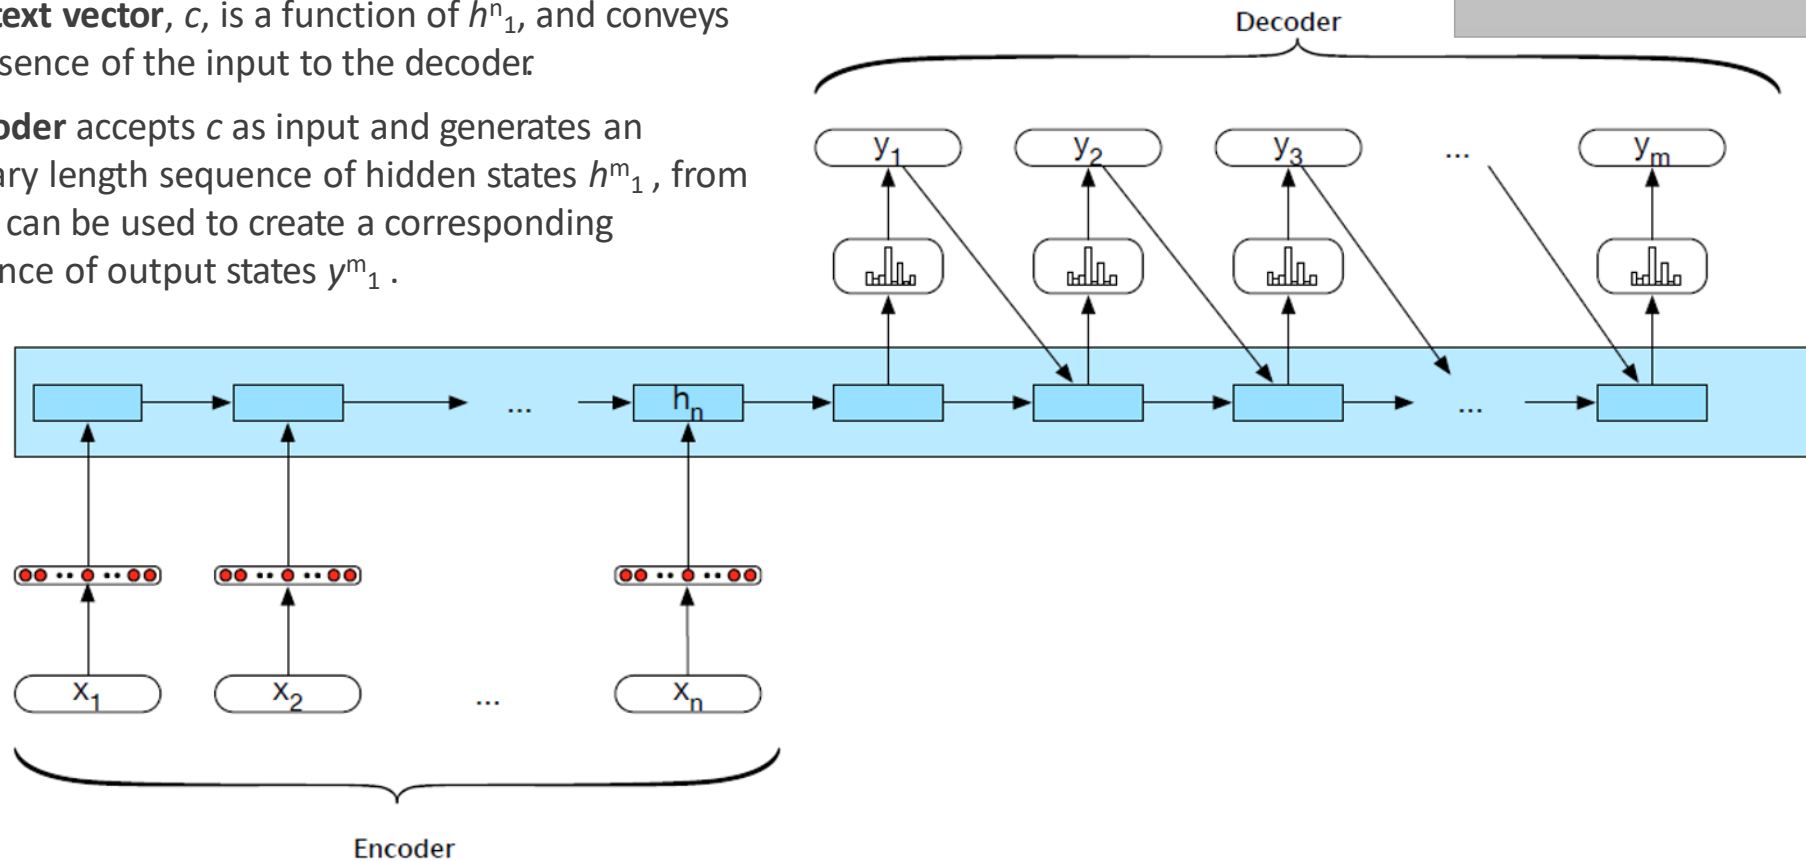 text vector, c, is a function of hⁿ₁, and conveys
sence of the input to the decoder.
oder accepts c as input and generates an
ary length sequence of hidden states hᵐ₁ , from
can be used to create a corresponding
nce of output states yᵐ₁ .
Decoder
y₁ y₂ y₃ ... yₘ
... hₙ ...
x₁ x₂ ... xₙ
Encoder